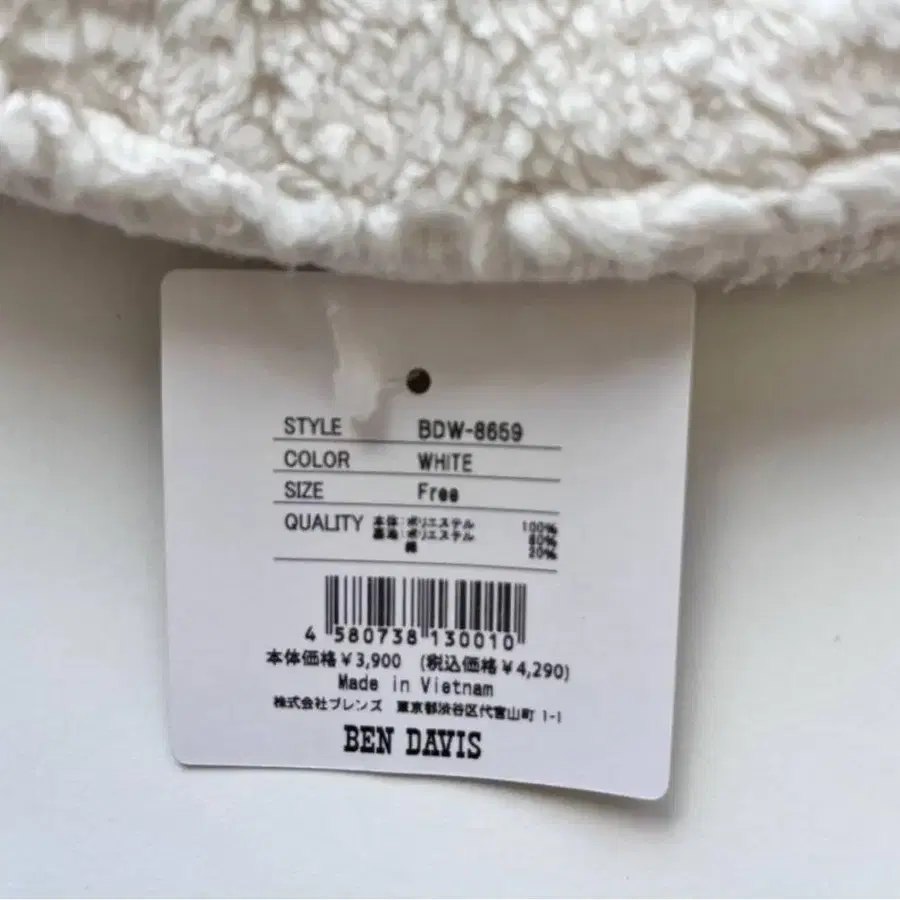 STYLE BDW-8659
COLOR WHITE
SIZE Free
QUALITY 本体:ポリエステル 100%
基地:ポリエステル 80%
綿 20%
4 580738 130010
本体価格¥3,900 (税込価格¥4,290)
Made in Vietnam
株式会社ブレンズ 東京都渋谷区代官山町 1-1
BEN DAVIS